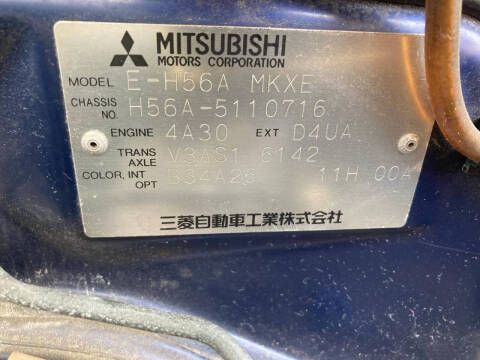 MITSUBISHI
MOTORS CORPORATION
MODEL E-H56A MKXE
CHASSIS NO. H56A-5110716
ENGINE 4A30 EXT D4UA
TRANS AXLE V3AS1 6142
COLOR, INT OPT B34A26 11H 00A
三菱自動車工業株式会社